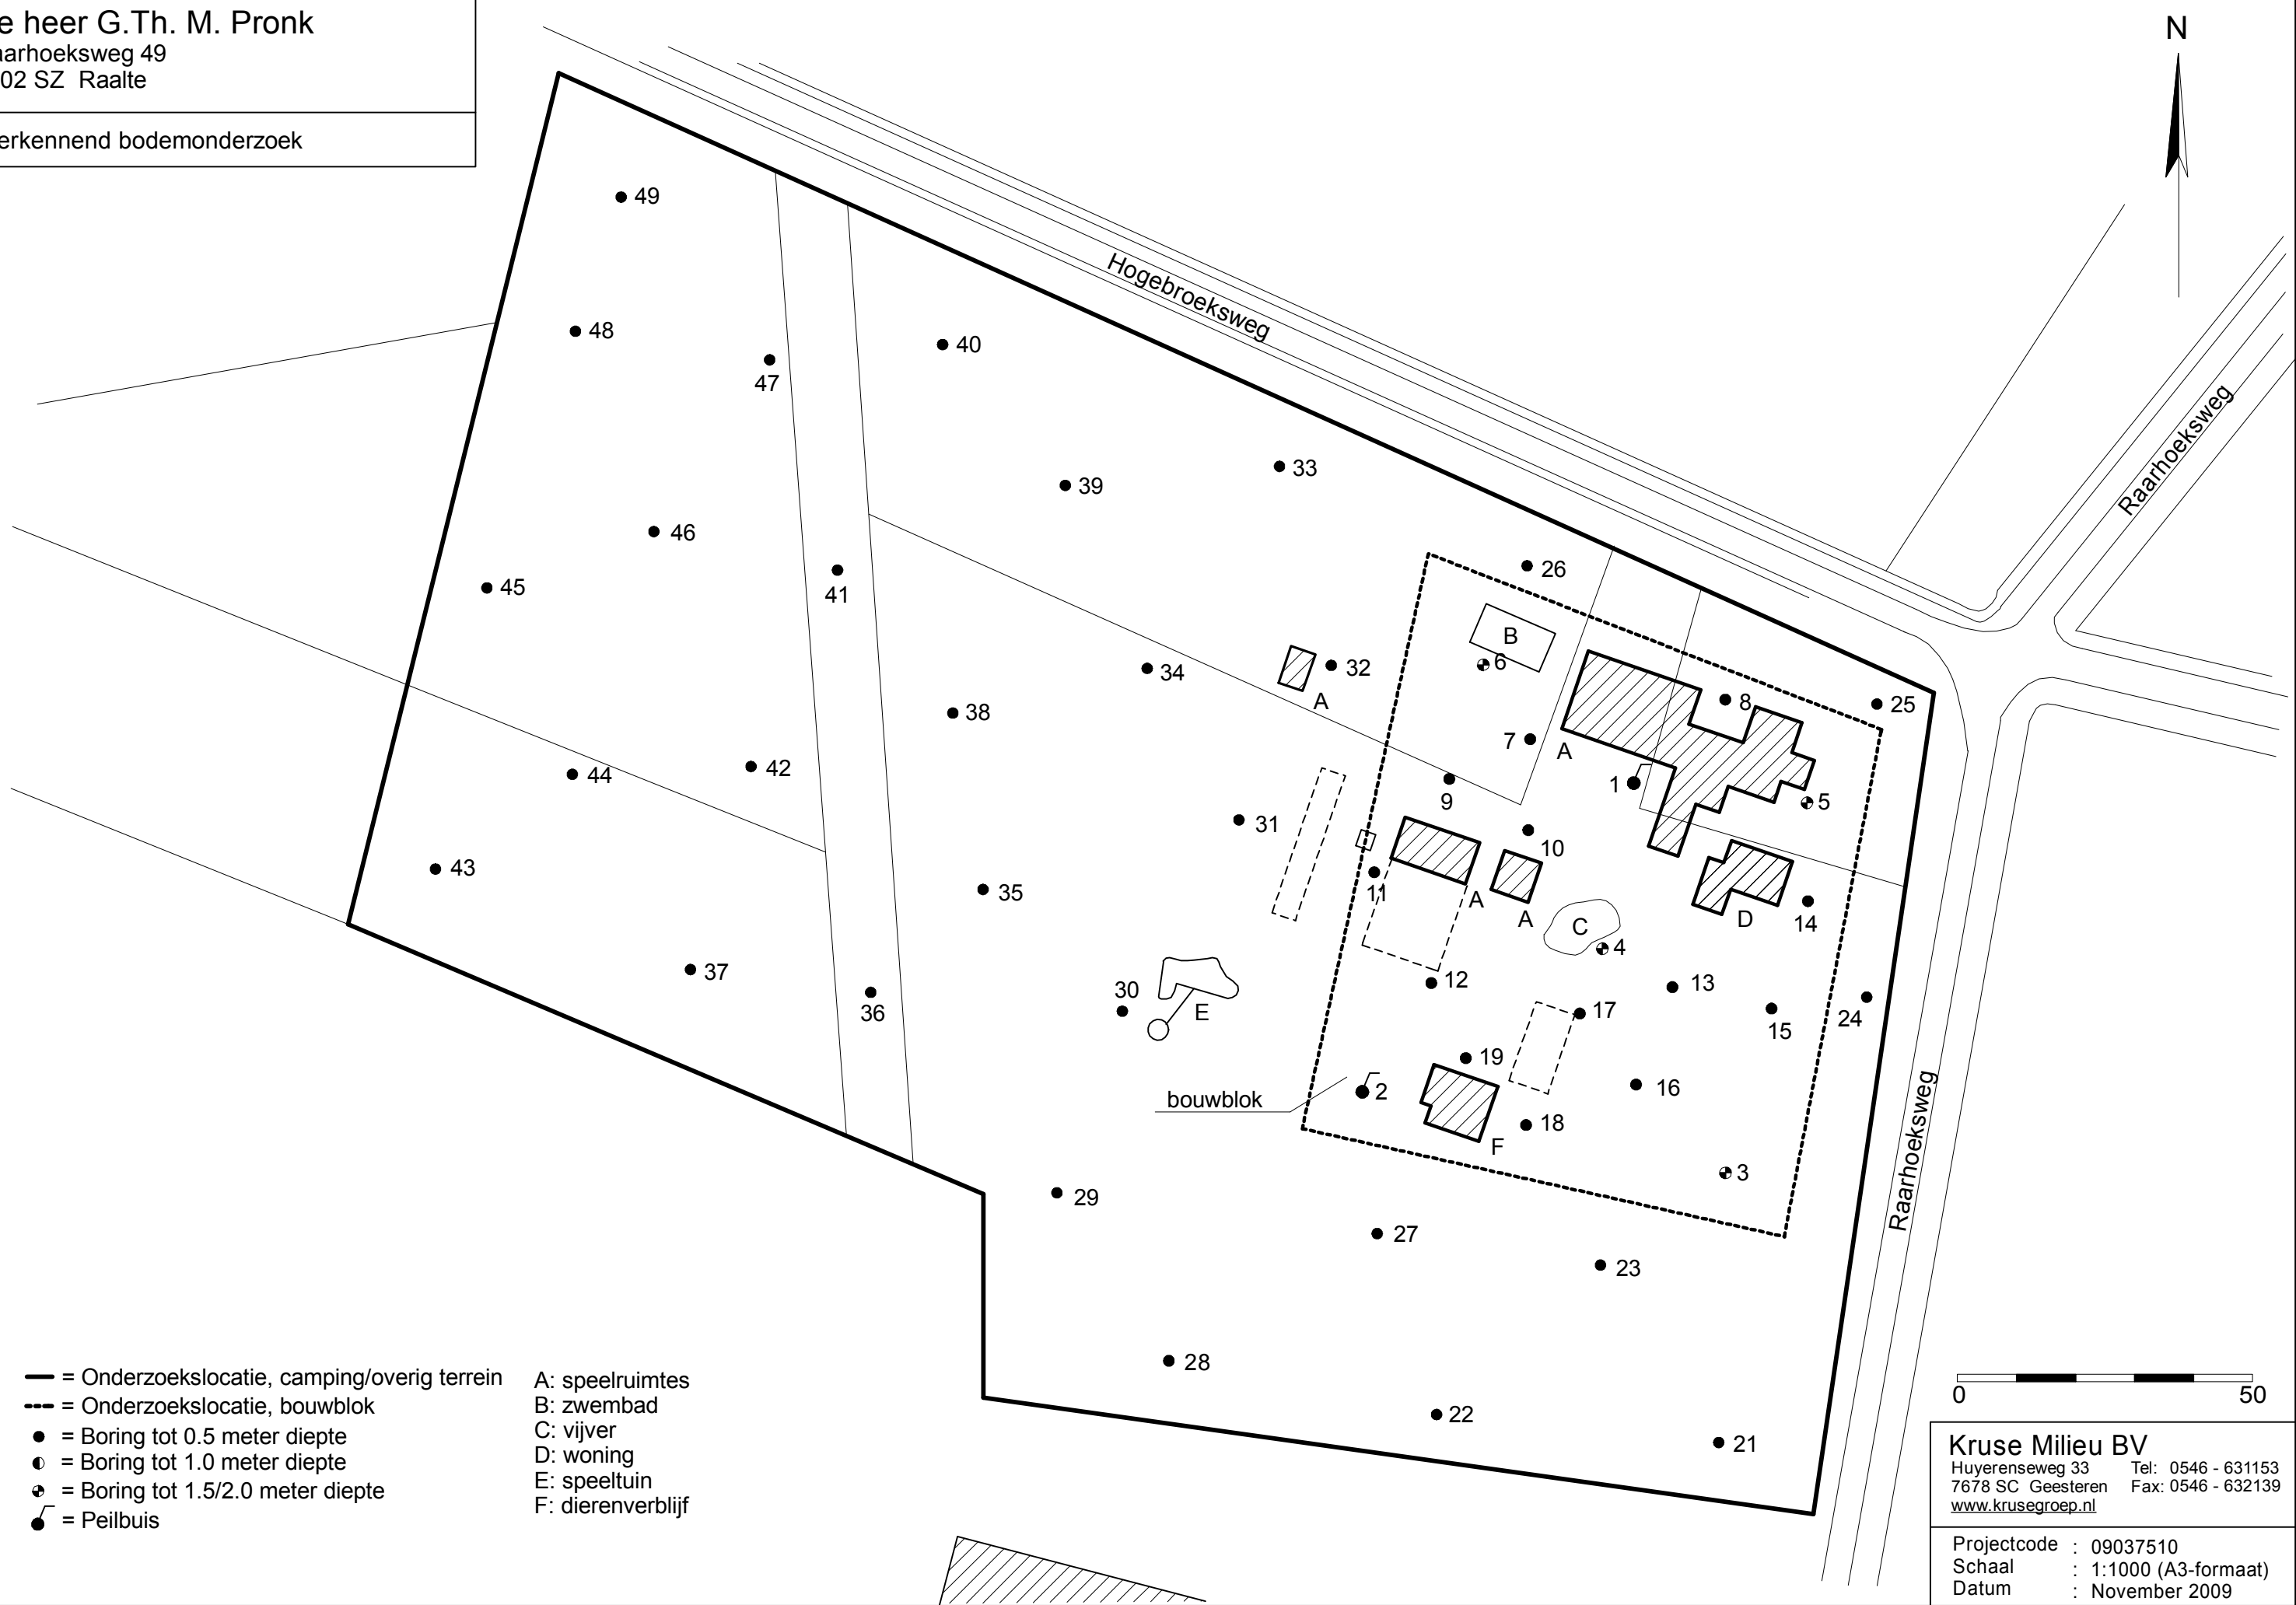 e heer G.Th. M. Pronk
aarhoeksweg 49
02 SZ Raalte
erkennend bodemonderzoek
N
Hogebroeksweg
Raarhoeksweg
49
48
47
40
33
39
46
41
45
26
B
6
32
A
34
38
8
25
7
A
1
5
9
42
44
31
10
11
A
A
43
35
C
4
D
14
37
36
30
E
12
13
17
15
24
19
2
16
bouwblok
18
F
3
Raarhoeksweg
29
27
23
28
22
21
= Onderzoekslocatie, camping/overig terrein
= Onderzoekslocatie, bouwblok
= Boring tot 0.5 meter diepte
= Boring tot 1.0 meter diepte
= Boring tot 1.5/2.0 meter diepte
= Peilbuis
A: speelruimtes
B: zwembad
C: vijver
D: woning
E: speeltuin
F: dierenverblijf
0 50
Kruse Milieu BV
Huyerenseweg 33 Tel: 0546 - 631153
7678 SC Geesteren Fax: 0546 - 632139
www.krusegroep.nl
Projectcode : 09037510
Schaal : 1:1000 (A3-formaat)
Datum : November 2009